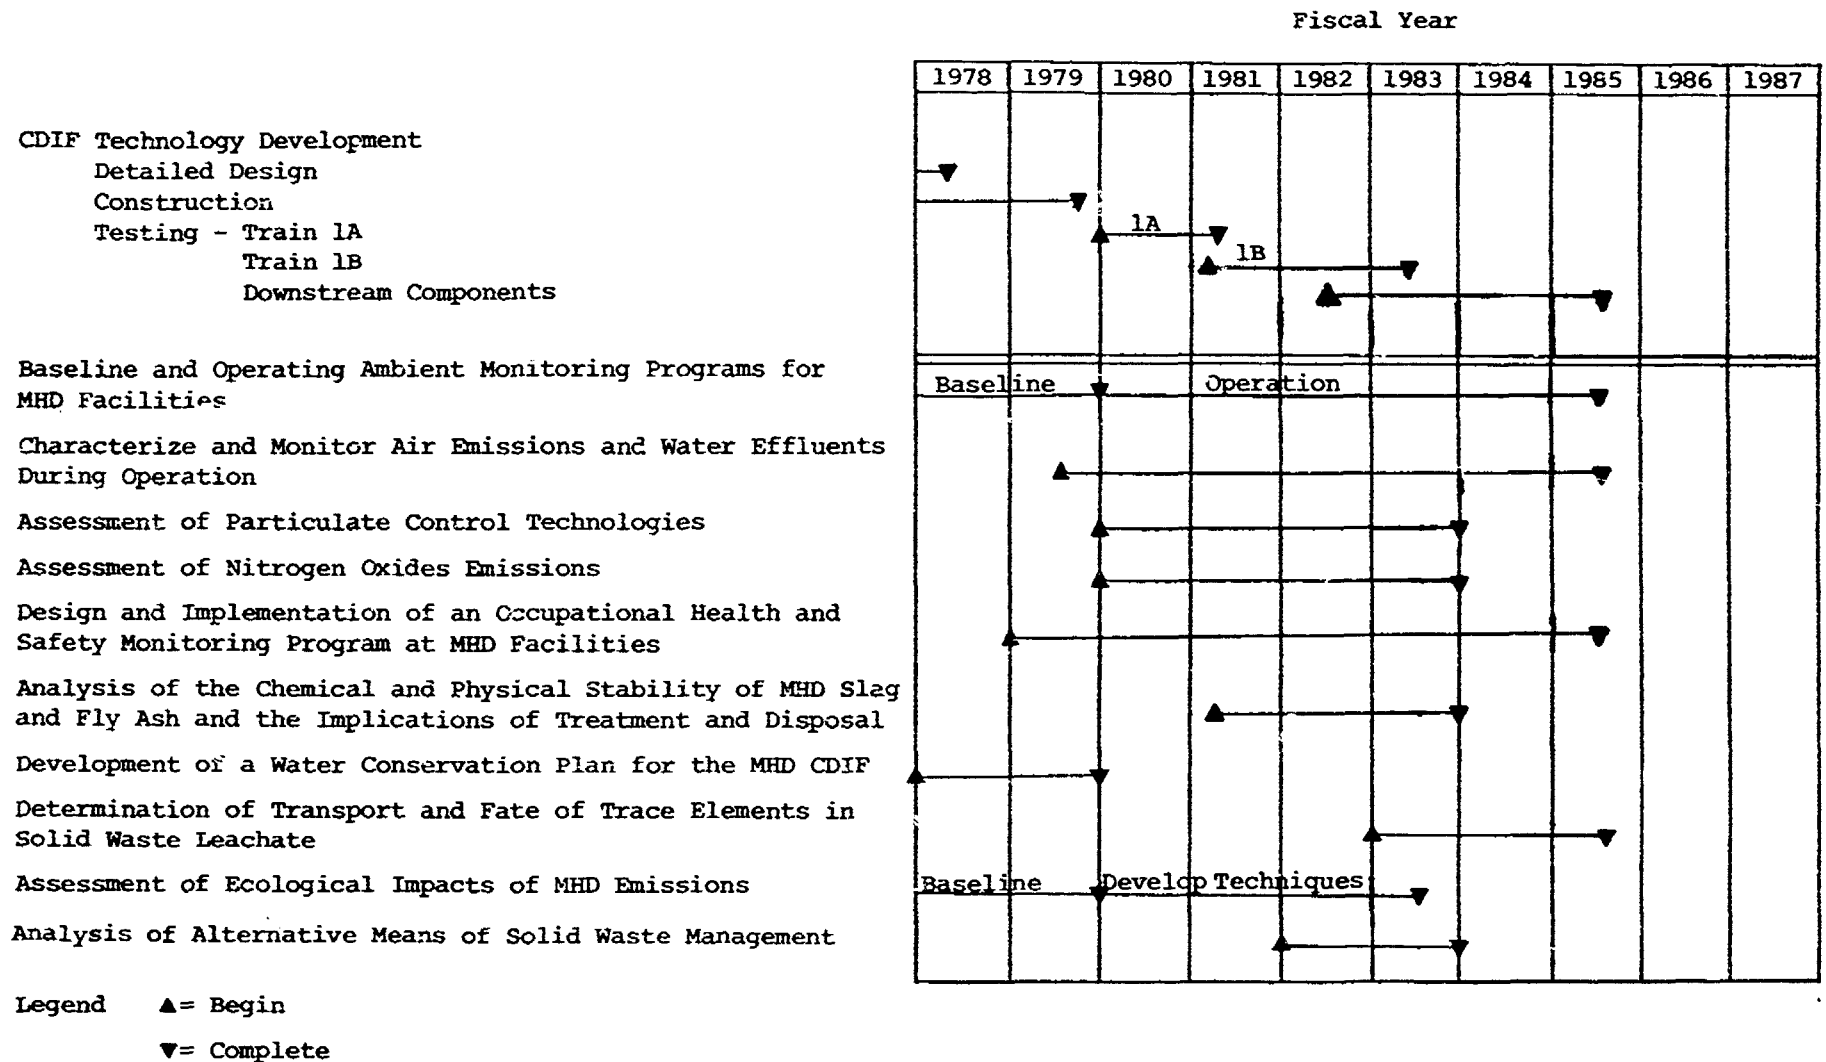 Fiscal Year
1978 1979 1980 1981 1982 1983 1984 1985 1986 1987
CDIF Technology Development
Detailed Design
Construction
Testing - Train 1A
1A
Train 1B
1B
Downstream Components
Baseline and Operating Ambient Monitoring Programs for
MHD Facilities
Baseline Operation
Characterize and Monitor Air Emissions and Water Effluents
During Operation
Assessment of Particulate Control Technologies
Assessment of Nitrogen Oxides Emissions
Design and Implementation of an Occupational Health and
Safety Monitoring Program at MHD Facilities
Analysis of the Chemical and Physical Stability of MHD Slag
and Fly Ash and the Implications of Treatment and Disposal
Development of a Water Conservation Plan for the MHD CDIF
Determination of Transport and Fate of Trace Elements in
Solid Waste Leachate
Assessment of Ecological Impacts of MHD Emissions
Baseline Develop Techniques
Analysis of Alternative Means of Solid Waste Management
Legend ▲= Begin
▼= Complete